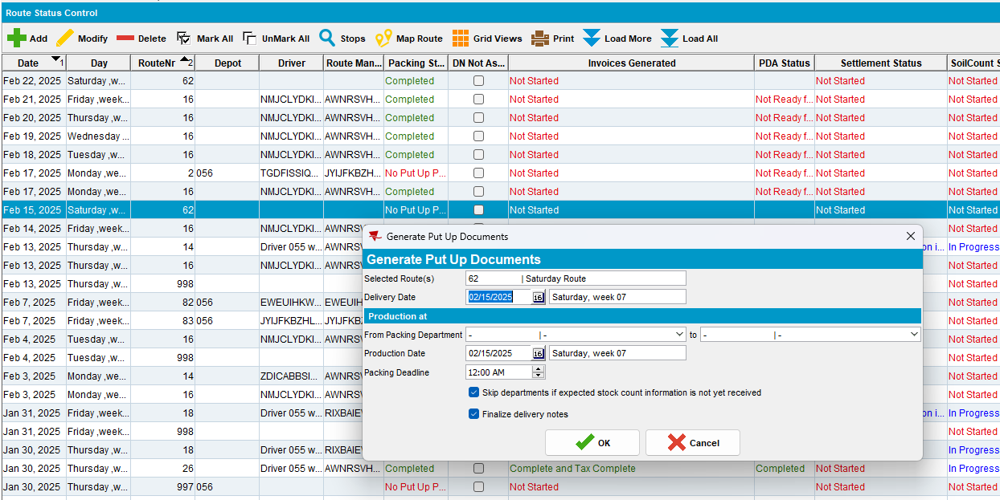 Route Status Control
Add Modify Delete Mark All UnMark All Stops Map Route Grid Views Print Load More Load All
Date 1 Day RouteNr 2 Depot Driver Route Man... Packing St... DN Not As... Invoices Generated PDA Status Settlement Status SoilCount S
Feb 22, 2025 Saturday ,w... 62 Completed Not Started Not Started Not Started
Feb 21, 2025 Friday ,week... 16 NMJCLYDKI... AWNRSVH... Completed Not Started Not Ready f... Not Started Not Started
Feb 20, 2025 Thursday ,w... 16 NMJCLYDKI... AWNRSVH... Completed Not Started Not Ready f... Not Started Not Started
Feb 19, 2025 Wednesday ... 16 NMJCLYDKI... AWNRSVH... Completed Not Started Not Ready f... Not Started Not Started
Feb 18, 2025 Tuesday ,w... 16 NMJCLYDKI... AWNRSVH... Completed Not Started Not Ready f... Not Started Not Started
Feb 17, 2025 Monday ,we... 2 056 TGDFISSIQ... JYIJFKBZH... No Put Up P... Not Started Not Ready f... Not Started Not Started
Feb 17, 2025 Monday ,we... 16 NMJCLYDKI... AWNRSVH... Completed Not Started Not Ready f... Not Started Not Started
Feb 15, 2025 Saturday ,w... 62 No Put Up P... Not Started Not Started Not Started
Feb 14, 2025 Friday ,week... 16 NMJCLYDKI... AWNRSV Not Started
Feb 13, 2025 Thursday ,w... 14 Driver 055 w... AWNRSV on i... In Progress
Feb 13, 2025 Thursday ,w... 16 NMJCLYDKI... AWNRSV Not Started
Feb 13, 2025 Thursday ,w... 998 Not Started
Feb 7, 2025 Friday ,week... 82 056 EWEUIHKW... EWEUIH Not Started
Feb 7, 2025 Friday ,week... 83 056 JYIJFKBZHL... JYIJFKB Not Started
Feb 4, 2025 Tuesday ,w... 16 NMJCLYDKI... AWNRSV Not Started
Feb 4, 2025 Tuesday ,w... 998 Not Started
Feb 3, 2025 Monday ,we... 14 ZDICABBSI... AWNRSV Not Started
Feb 3, 2025 Monday ,we... 16 NMJCLYDKI... AWNRSV Not Started
Jan 31, 2025 Friday ,week... 18 Driver 055 w... RIXBAIE on i... In Progress
Jan 31, 2025 Friday ,week... 998 Not Started
Jan 30, 2025 Thursday ,w... 18 Driver 055 w... RIXBAIE In Progress
Jan 30, 2025 Thursday ,w... 26 Driver 055 w... AWNRSVH... Completed Complete and Tax Complete Completed Not Started In Progress
Jan 30, 2025 Thursday ,w... 997 056 No Put Up P... Not Started Not Started Not Started
Generate Put Up Documents
Generate Put Up Documents
Selected Route(s) 62 | Saturday Route
Delivery Date 02/15/2025 16 Saturday, week 07
Production at
From Packing Department - | - to - | -
Production Date 02/15/2025 16 Saturday, week 07
Packing Deadline 12:00 AM
Skip departments if expected stock count information is not yet received
Finalize delivery notes
OK Cancel